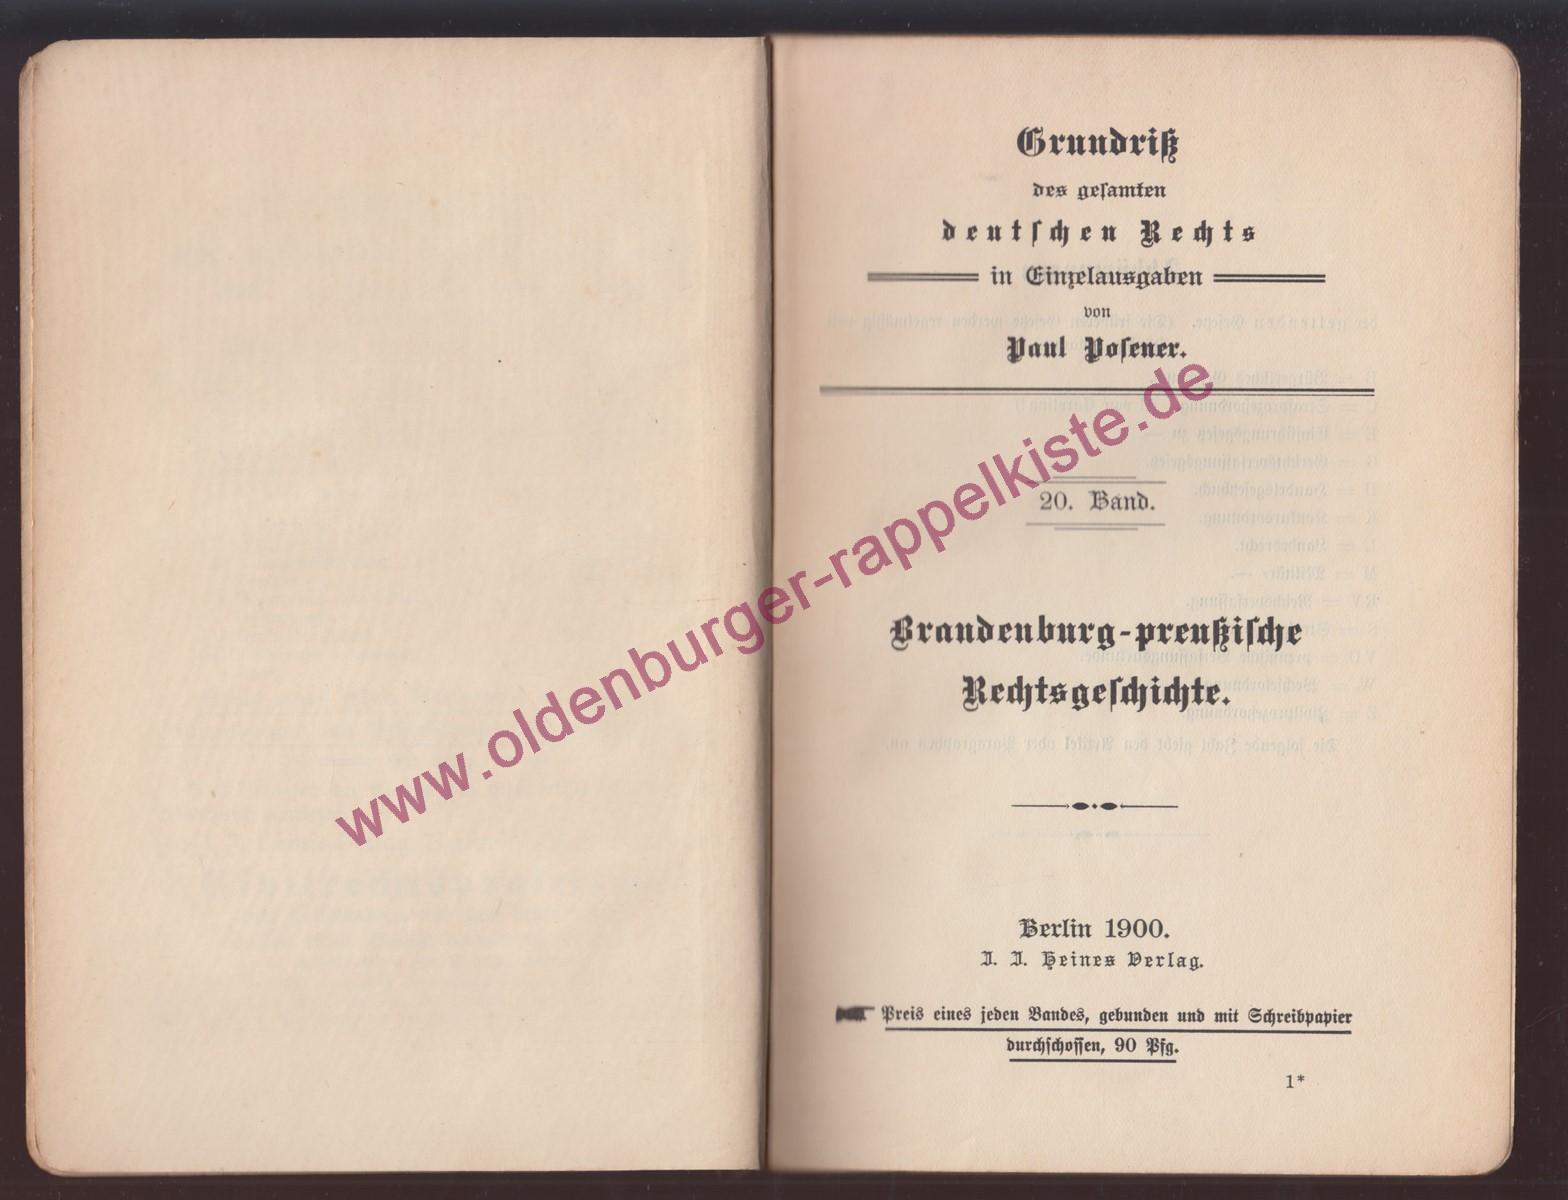 Grundriß
des gesamten
deutschen Rechts
in Einzelausgaben
von
Paul Posener.
20. Band.
Brandenburg-preußische
Rechtsgeschichte.
Berlin 1900.
J. J. Heines Verlag.
Preis eines jeden Bandes, gebunden und mit Schreibpapier
durchschossen, 90 Pfg.
1*
www.oldenburger-rappelkiste.de